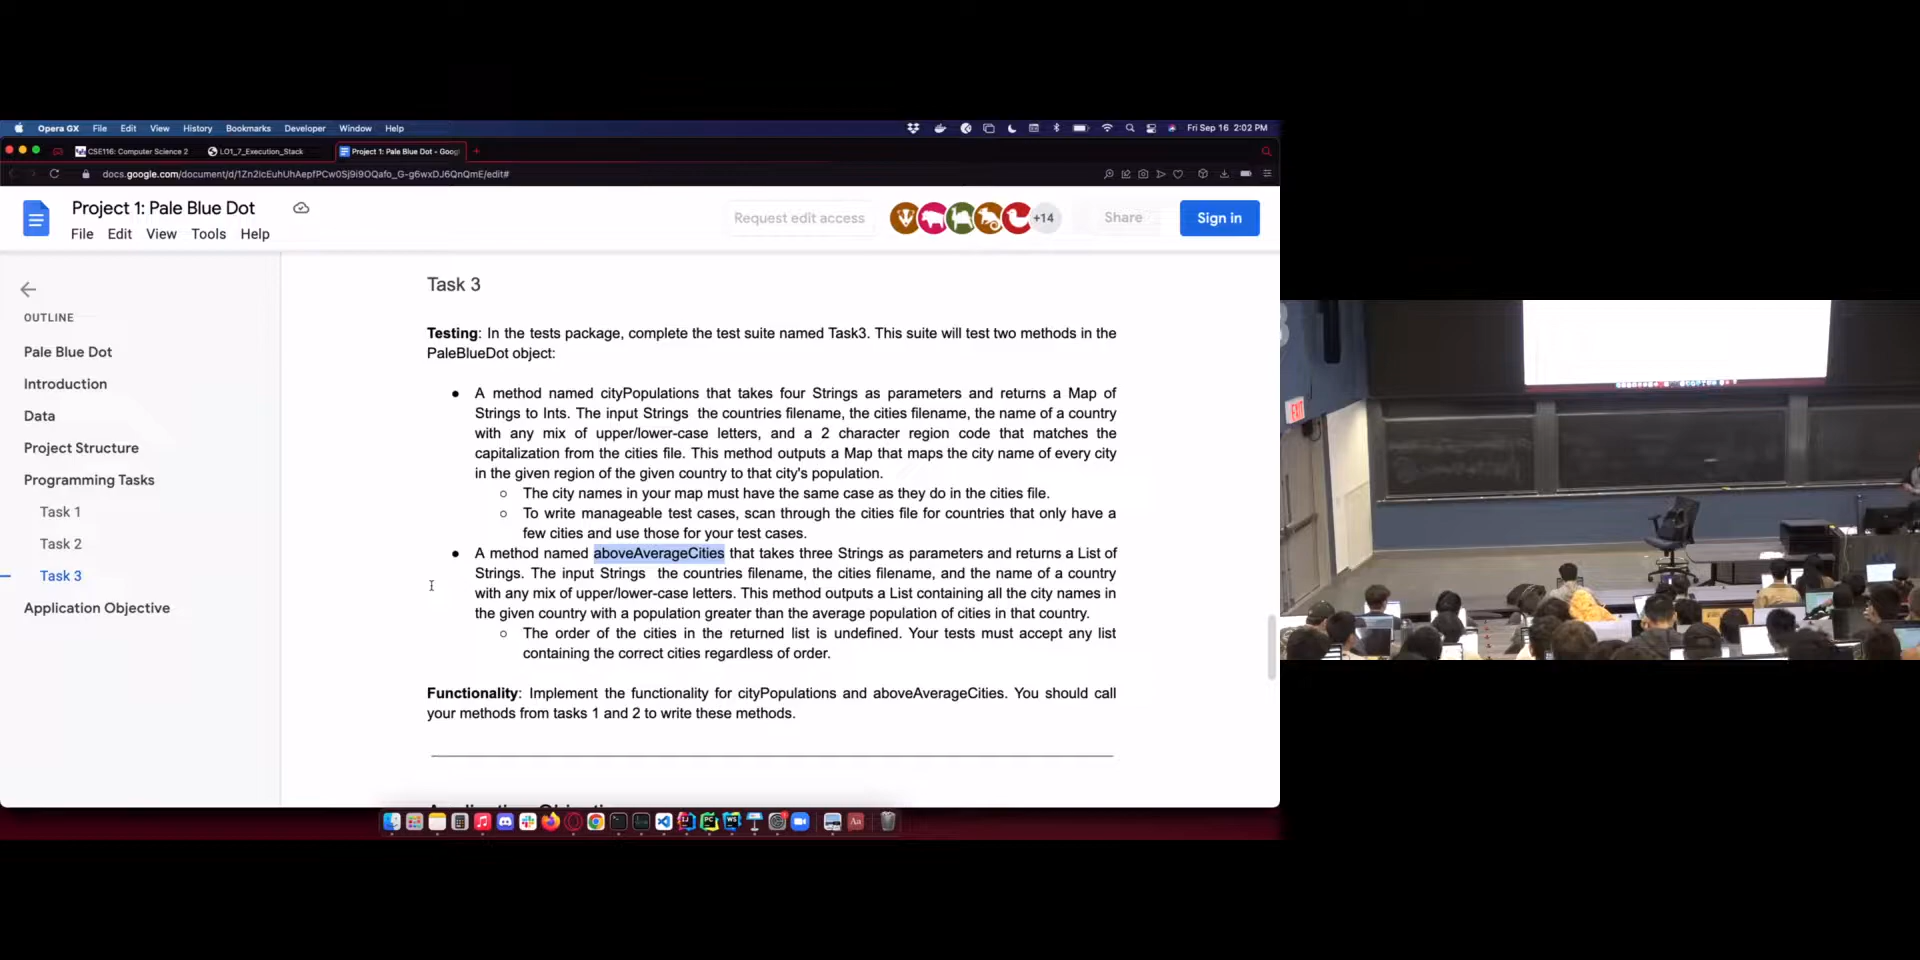 Opera GX File Edit View History Bookmarks Developer Window Help Fri Sep 16 2:02 PM
CSE116: Computer Science 2 LO1_7_Execution_Stack Project 1: Pale Blue Dot - Goog
Project 1: Pale Blue Dot
Request edit access +14 Share Sign in
File Edit View Tools Help
OUTLINE
Pale Blue Dot
Introduction
Data
Project Structure
Programming Tasks
Task 1
Task 2
Task 3
Application Objective
Task 3
Testing: In the tests package, complete the test suite named Task3. This suite will test two methods in the
PaleBlueDot object:
● A method named cityPopulations that takes four Strings as parameters and returns a Map of
Strings to Ints. The input Strings the countries filename, the cities filename, the name of a country
with any mix of upper/lower-case letters, and a 2 character region code that matches the
capitalization from the cities file. This method outputs a Map that maps the city name of every city
in the given region of the given country to that city's population.
○ The city names in your map must have the same case as they do in the cities file.
○ To write manageable test cases, scan through the cities file for countries that only have a
few cities and use those for your test cases.
● A method named aboveAverageCities that takes three Strings as parameters and returns a List of
Strings. The input Strings the countries filename, the cities filename, and the name of a country
with any mix of upper/lower-case letters. This method outputs a List containing all the city names in
the given country with a population greater than the average population of cities in that country.
○ The order of the cities in the returned list is undefined. Your tests must accept any list
containing the correct cities regardless of order.
Functionality: Implement the functionality for cityPopulations and aboveAverageCities. You should call
your methods from tasks 1 and 2 to write these methods.
EXIT